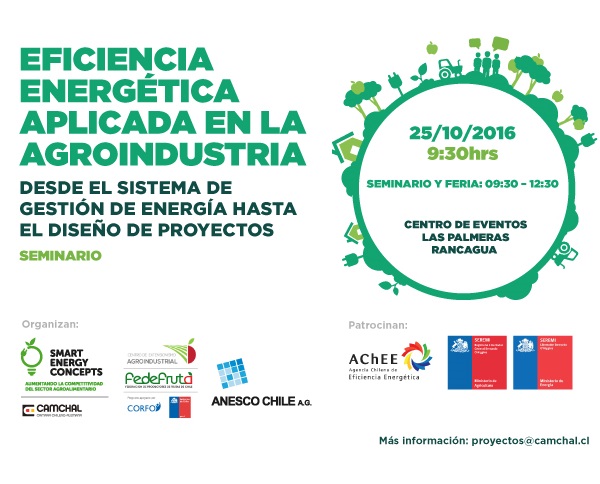 EFICIENCIA
ENERGÉTICA
APLICADA EN LA
AGROINDUSTRIA
DESDE EL SISTEMA DE
GESTIÓN DE ENERGÍA HASTA
EL DISEÑO DE PROYECTOS
SEMINARIO
25/10/2016
9:30hrs
SEMINARIO Y FERIA: 09:30 - 12:30
CENTRO DE EVENTOS
LAS PALMERAS
RANCAGUA
Organizan:
SMART
ENERGY
CONCEPTS
AUMENTANDO LA COMPETITIVIDAD
DEL SECTOR AGROALIMENTARIO
CAMCHAL
AGROINDUSTRIAL
Fedefruta
CORFO
ANESCO CHILE A.G.
Patrocinan:
AChEE
Agencia Chilena de
Eficiencia Energética
SEREMI
Ministerio de
Agricultura
SEREMI
Ministerio de
Energía
Más información: proyectos@camchal.cl